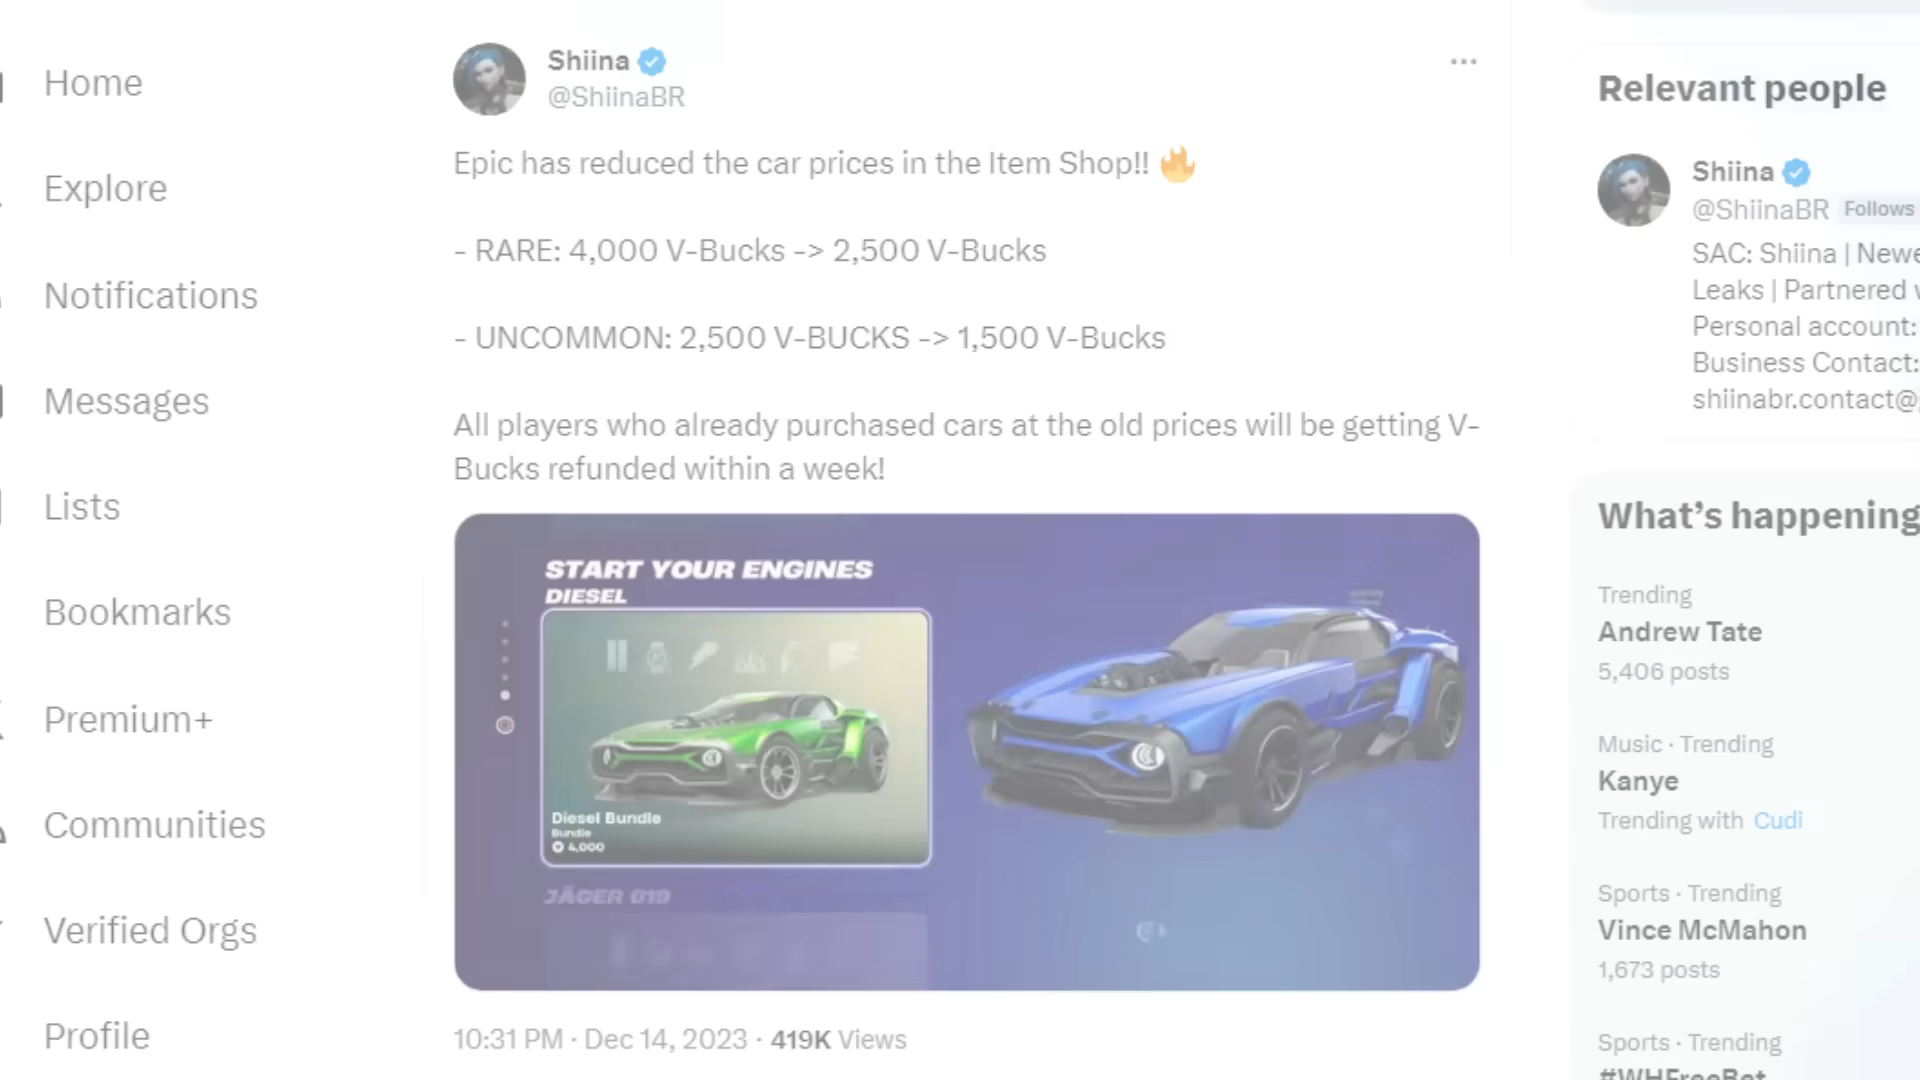 Home
Explore
Notifications
Messages
Lists
Bookmarks
Premium+
Communities
Verified Orgs
Profile
Shiina
@ShiinaBR
Epic has reduced the car prices in the Item Shop!! 🔥
- RARE: 4,000 V-Bucks -> 2,500 V-Bucks
- UNCOMMON: 2,500 V-BUCKS -> 1,500 V-Bucks
All players who already purchased cars at the old prices will be getting V-
Bucks refunded within a week!
START YOUR ENGINES
DIESEL
Diesel Bundle
Bundle
4,000
JÄGER 019
10:31 PM · Dec 14, 2023 · 419K Views
Relevant people
Shiina
@ShiinaBR Follows
SAC: Shiina | Newe
Leaks | Partnered
Personal account:
Business Contact:
shiinabr.contact@
What's happening
Trending
Andrew Tate
5,406 posts
Music · Trending
Kanye
Trending with Cudi
Sports · Trending
Vince McMahon
1,673 posts
Sports · Trending